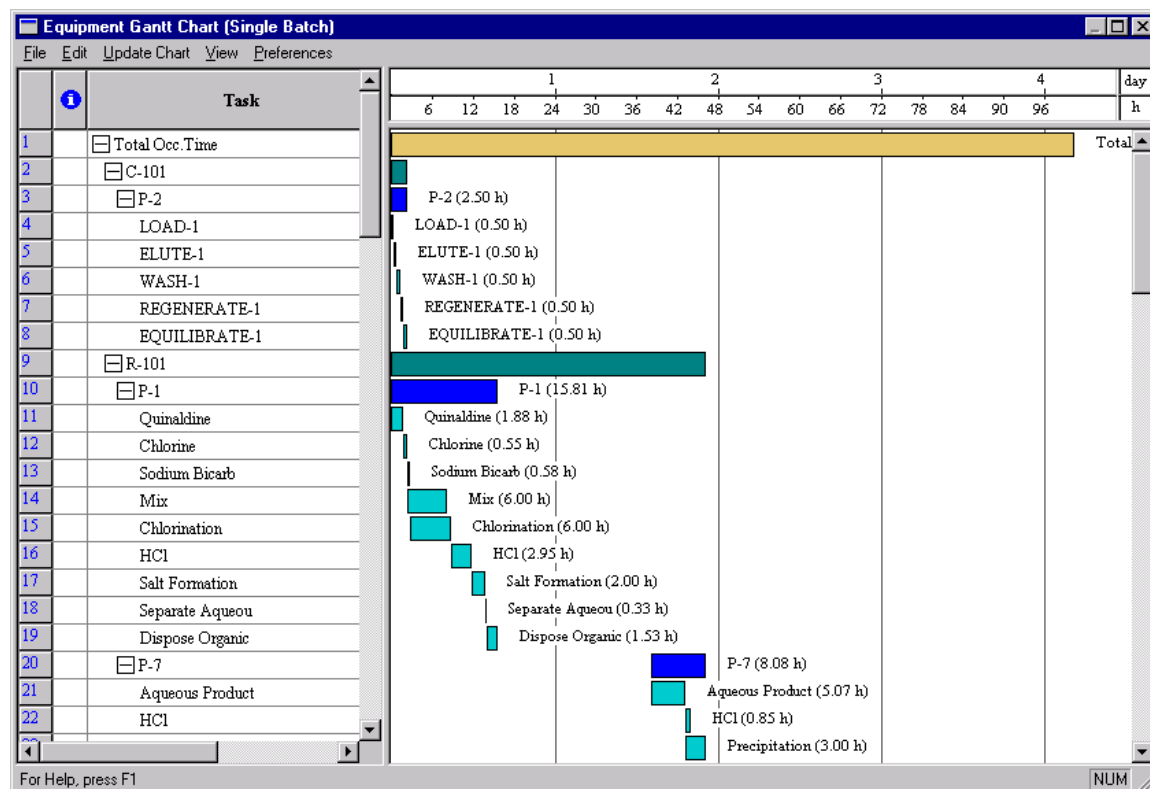 Equipment Gantt Chart (Single Batch)
File Edit Update Chart View Preferences
Task
1 2 3 4 day
6 12 18 24 30 36 42 48 54 60 66 72 78 84 90 96 h
1 Total Occ.Time Total
2 C-101
3 P-2 P-2 (2.50 h)
4 LOAD-1 LOAD-1 (0.50 h)
5 ELUTE-1 ELUTE-1 (0.50 h)
6 WASH-1 WASH-1 (0.50 h)
7 REGENERATE-1 REGENERATE-1 (0.50 h)
8 EQUILIBRATE-1 EQUILIBRATE-1 (0.50 h)
9 R-101
10 P-1 P-1 (15.81 h)
11 Quinaldine Quinaldine (1.88 h)
12 Chlorine Chlorine (0.55 h)
13 Sodium Bicarb Sodium Bicarb (0.58 h)
14 Mix Mix (6.00 h)
15 Chlorination Chlorination (6.00 h)
16 HCl HCl (2.95 h)
17 Salt Formation Salt Formation (2.00 h)
18 Separate Aqueou Separate Aqueou (0.33 h)
19 Dispose Organic Dispose Organic (1.53 h)
20 P-7 P-7 (8.08 h)
21 Aqueous Product Aqueous Product (5.07 h)
22 HCl HCl (0.85 h)
Precipitation (3.00 h)
For Help, press F1 NUM